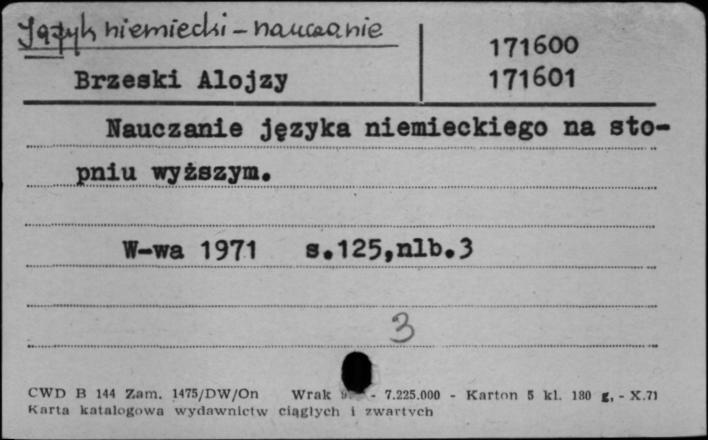 Język niemiecki - nauczanie
171600
Brzeski Alojzy
171601
Nauczanie języka niemieckiego na sto-
pniu wyższym.
W-wa 1971 s.125,nlb.3
3
CWD B 144 Zam. 1475/DW/On Wrak - 7.225.000 - Karton 5 kl. 180 g, - X.71
Karta katalogowa wydawnictw ciągłych i zwartych